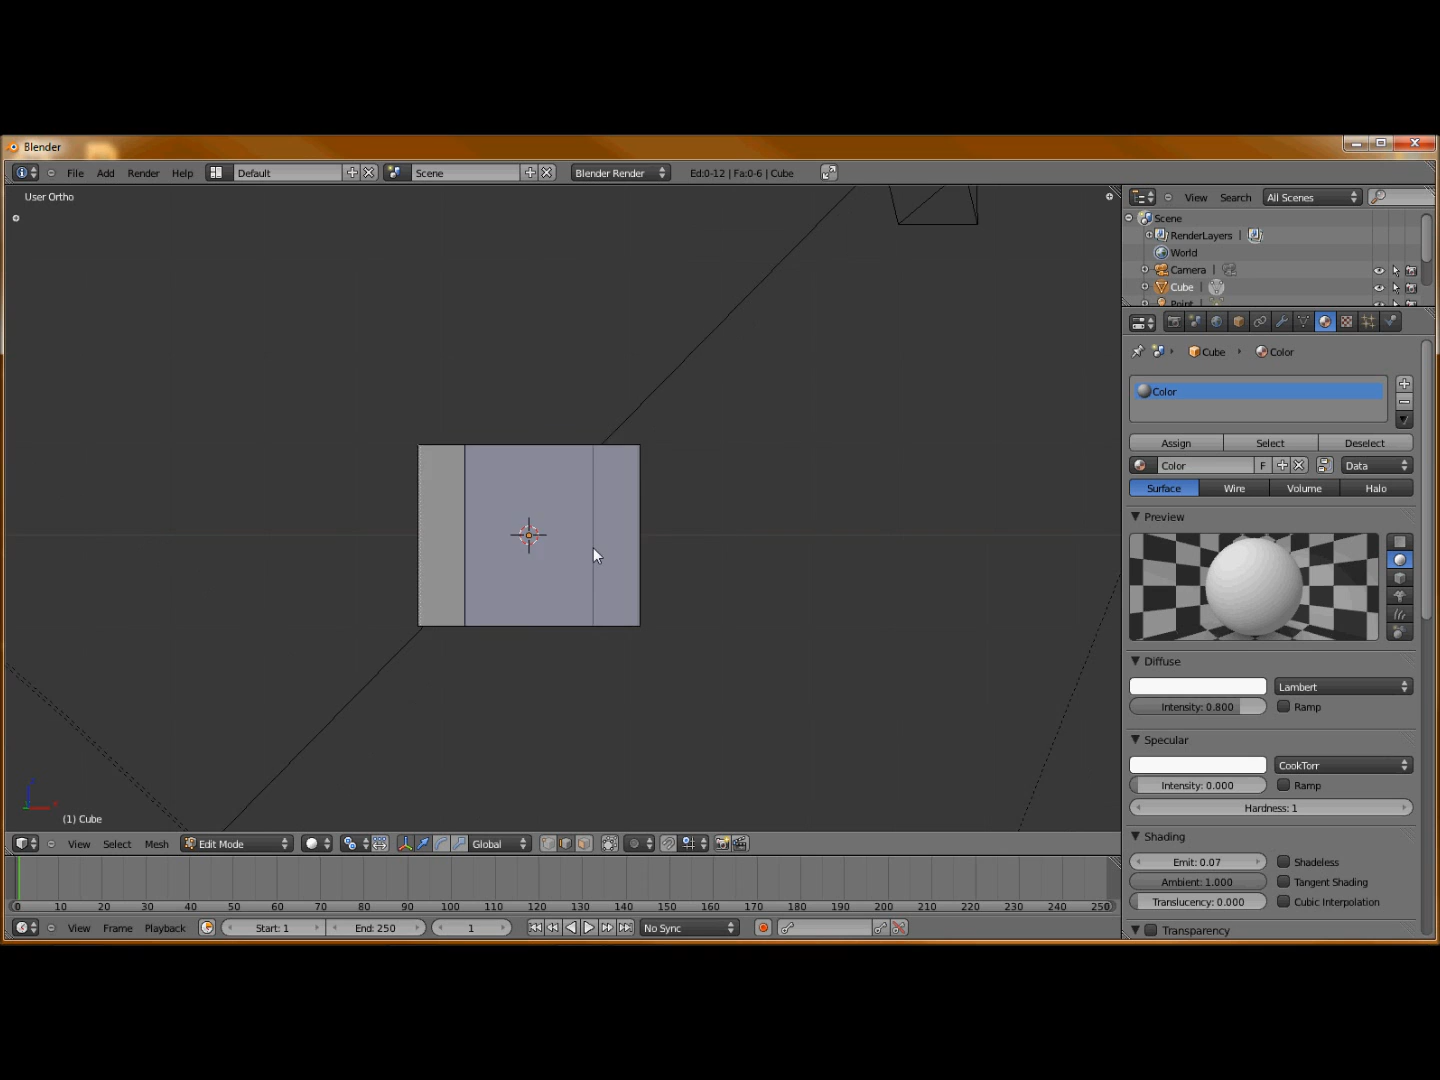 Blender
File Add Render Help Default Scene Blender Render Ed:0-12 | Fa:0-6 | Cube
User Ortho
View Search All Scenes
Scene
RenderLayers |
World
Camera |
Cube |
Point |
Cube Color
Color
Assign Select Deselect
Color F Data
Surface Wire Volume Halo
Preview
Diffuse
Lambert
Intensity: 0.800 Ramp
Specular
CookTorr
Intensity: 0.000 Ramp
Hardness: 1
Shading
Emit: 0.07 Shadeless
Ambient: 1.000 Tangent Shading
Translucency: 0.000 Cubic Interpolation
Transparency
(1) Cube
View Select Mesh Edit Mode Global
0 10 20 30 40 50 60 70 80 90 100 110 120 130 140 150 160 170 180 190 200 210 220 230 240 250
View Frame Playback Start: 1 End: 250 1 No Sync